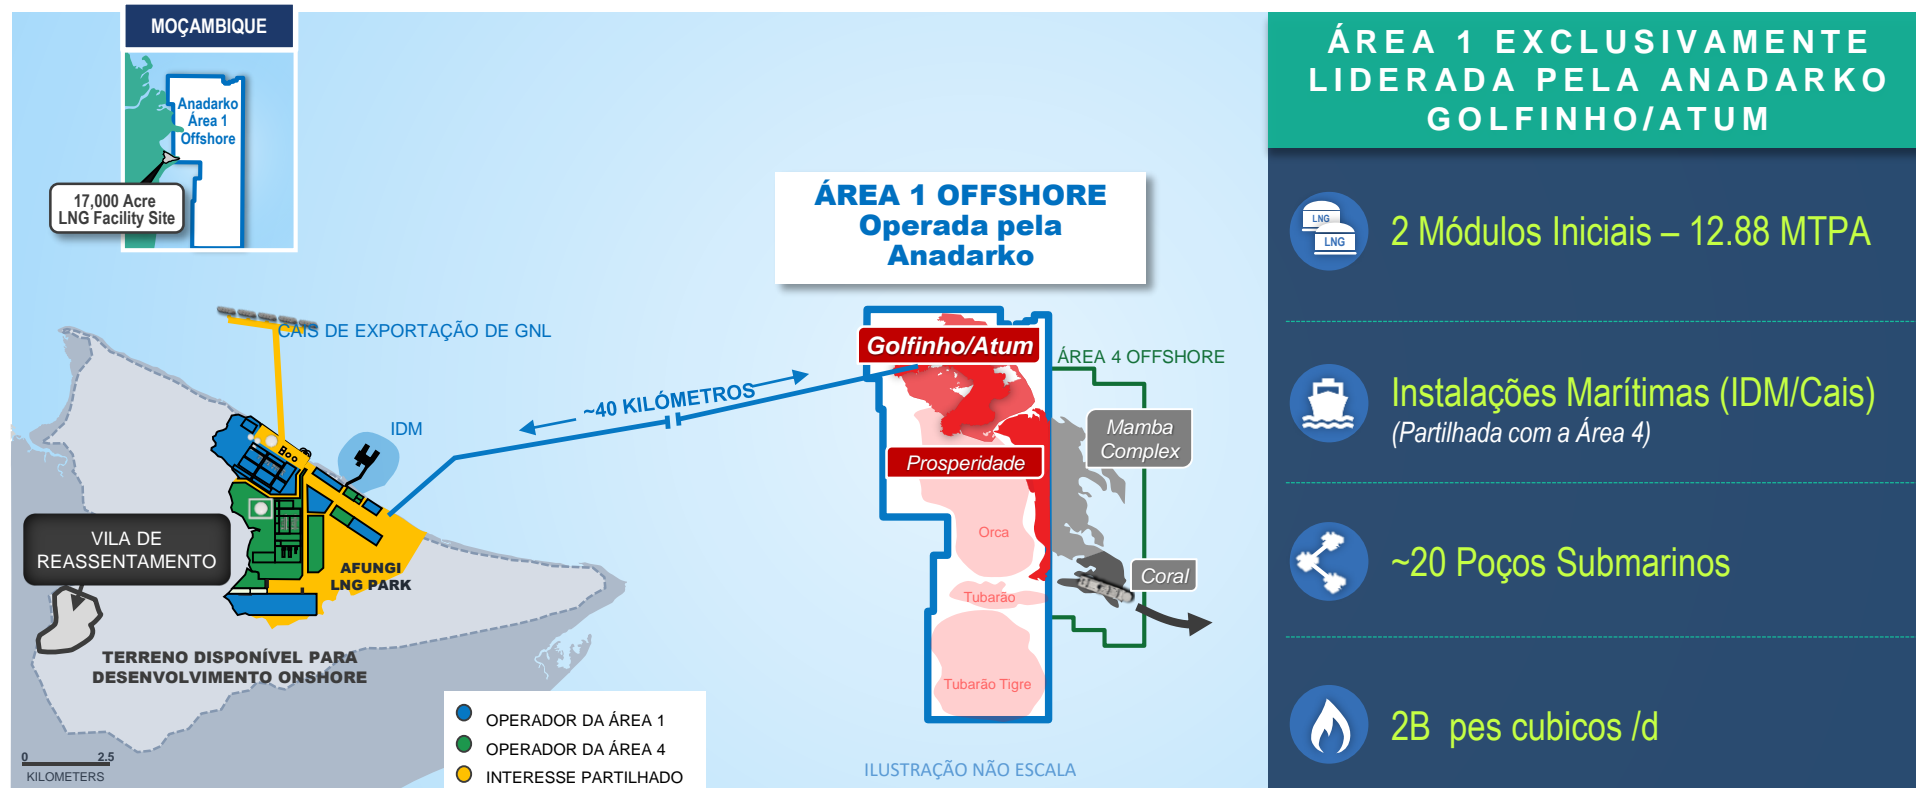 MOÇAMBIQUE
Anadarko
Área 1
Offshore
17,000 Acre
LNG Facility Site
CAIS DE EXPORTAÇÃO DE GNL
~40 KILÓMETROS
IDM
VILA DE
REASSENTAMENTO
AFUNGI
LNG PARK
TERRENO DISPONÍVEL PARA
DESENVOLVIMENTO ONSHORE
0 2.5
KILOMETERS
OPERADOR DA ÁREA 1
OPERADOR DA ÁREA 4
INTERESSE PARTILHADO
ÁREA 1 OFFSHORE
Operada pela
Anadarko
Golfinho/Atum
ÁREA 4 OFFSHORE
Mamba
Complex
Prosperidade
Orca
Coral
Tubarão
Tubarão Tigre
ILUSTRAÇÃO NÃO ESCALA
ÁREA 1 EXCLUSIVAMENTE
LIDERADA PELA ANADARKO
GOLFINHO/ATUM
LNG
LNG
2 Módulos Iniciais – 12.88 MTPA
Instalações Marítimas (IDM/Cais)
(Partilhada com a Área 4)
~20 Poços Submarinos
2B pes cubicos /d